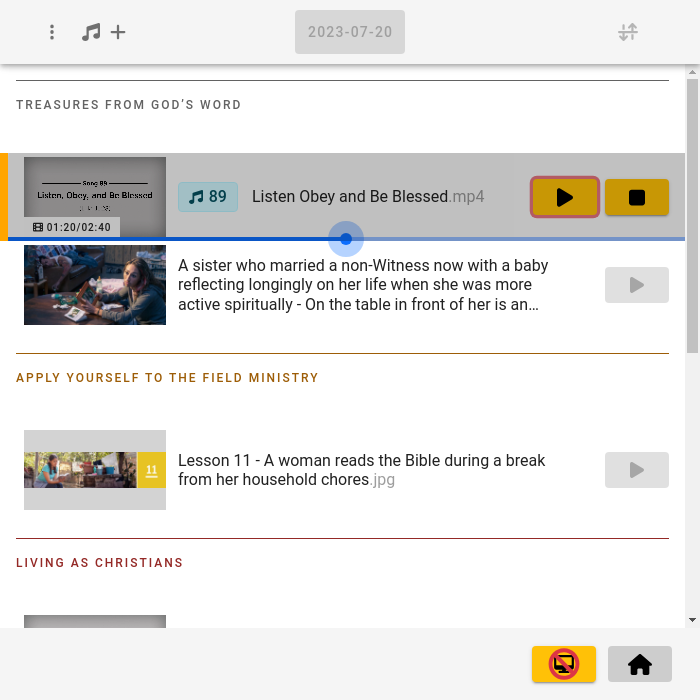 2023-07-20
TREASURES FROM GOD'S WORD
Song 89
Listen, Obey, and Be Blessed
01:20/02:40
89
Listen Obey and Be Blessed.mp4
A sister who married a non-Witness now with a baby
reflecting longingly on her life when she was more
active spiritually - On the table in front of her is an…
APPLY YOURSELF TO THE FIELD MINISTRY
11
Lesson 11 - A woman reads the Bible during a break
from her household chores.jpg
LIVING AS CHRISTIANS